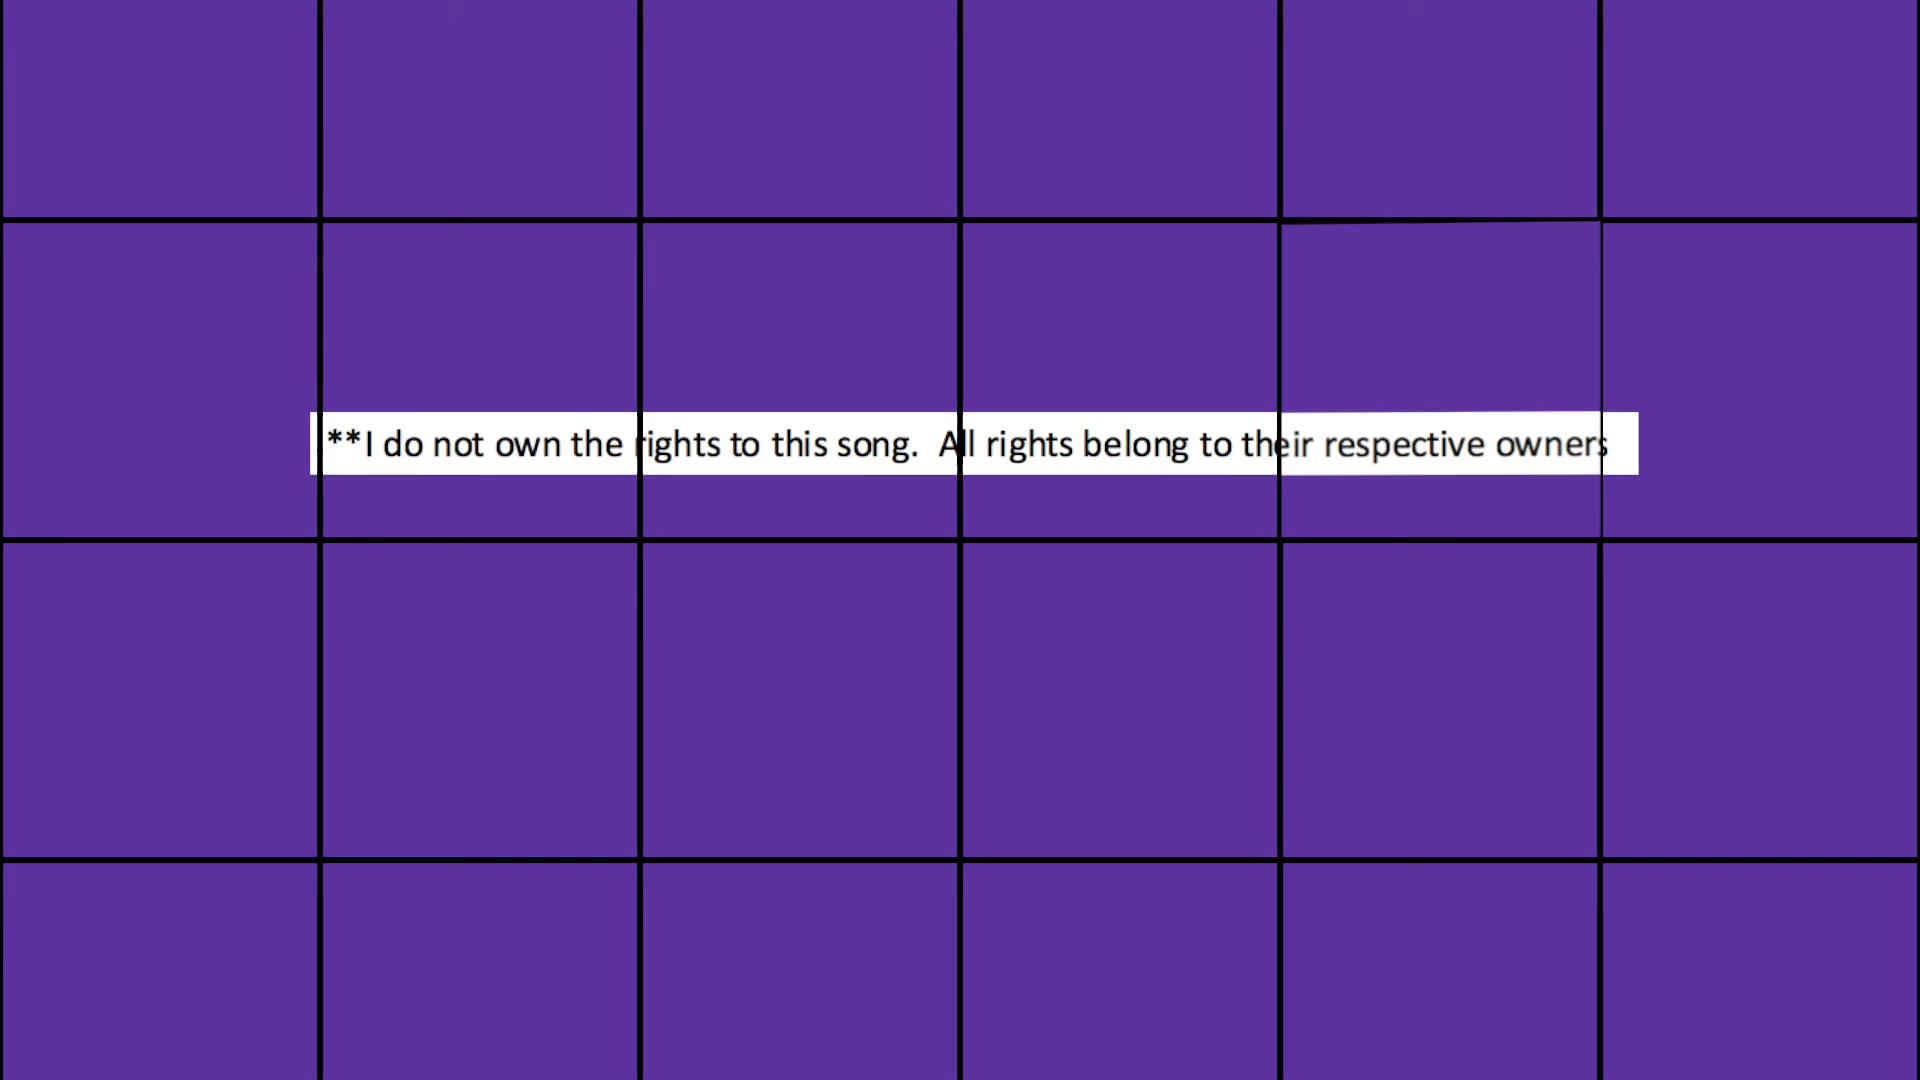 **I do not own the rights to this song.  All rights belong to their respective owners